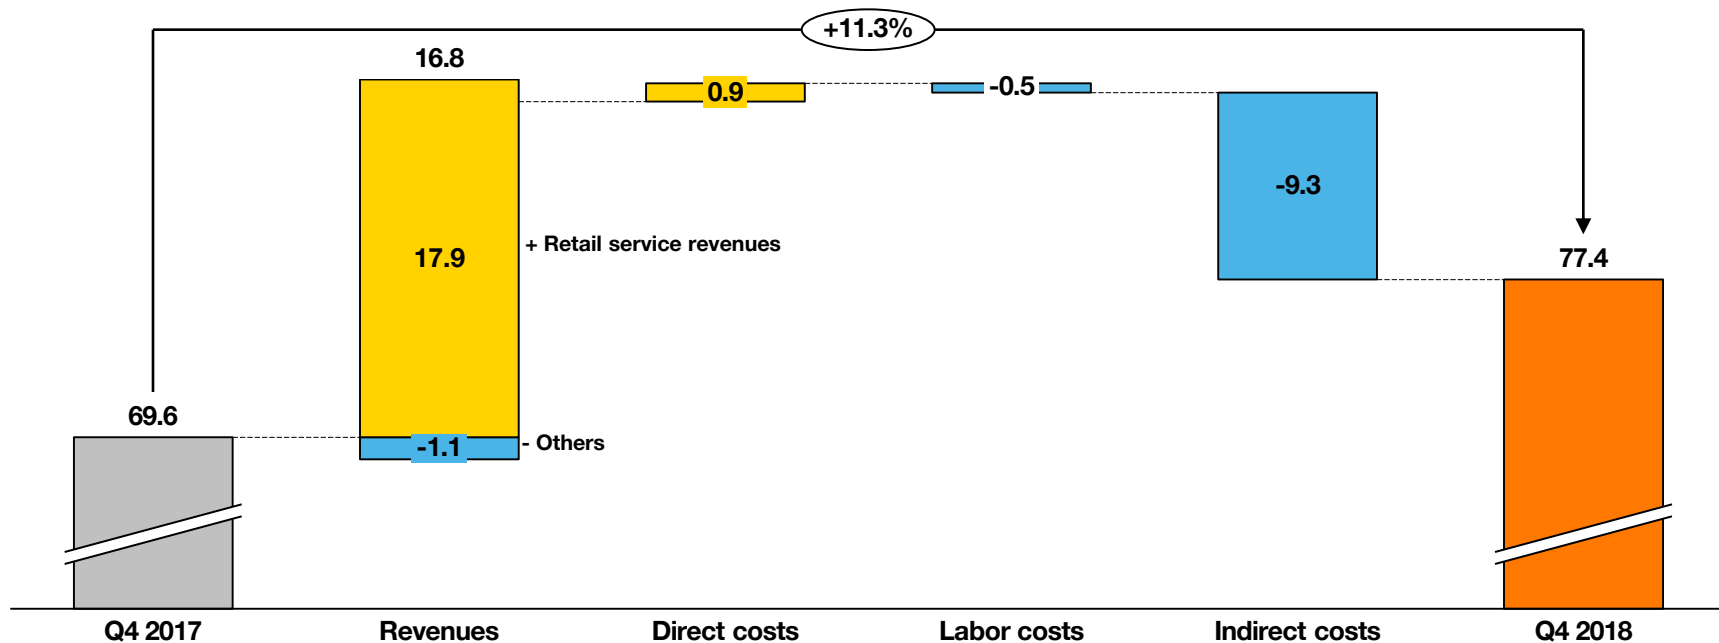 +11.3%
16.8
0.9
-0.5
-9.3
17.9
+ Retail service revenues
77.4
69.6
-1.1
- Others
Q4 2017
Revenues
Direct costs
Labor costs
Indirect costs
Q4 2018